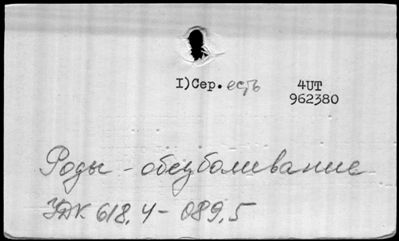 I)Сер. есть 4UT
962380
Роды - обезболивание
УДК 618.4-089.5